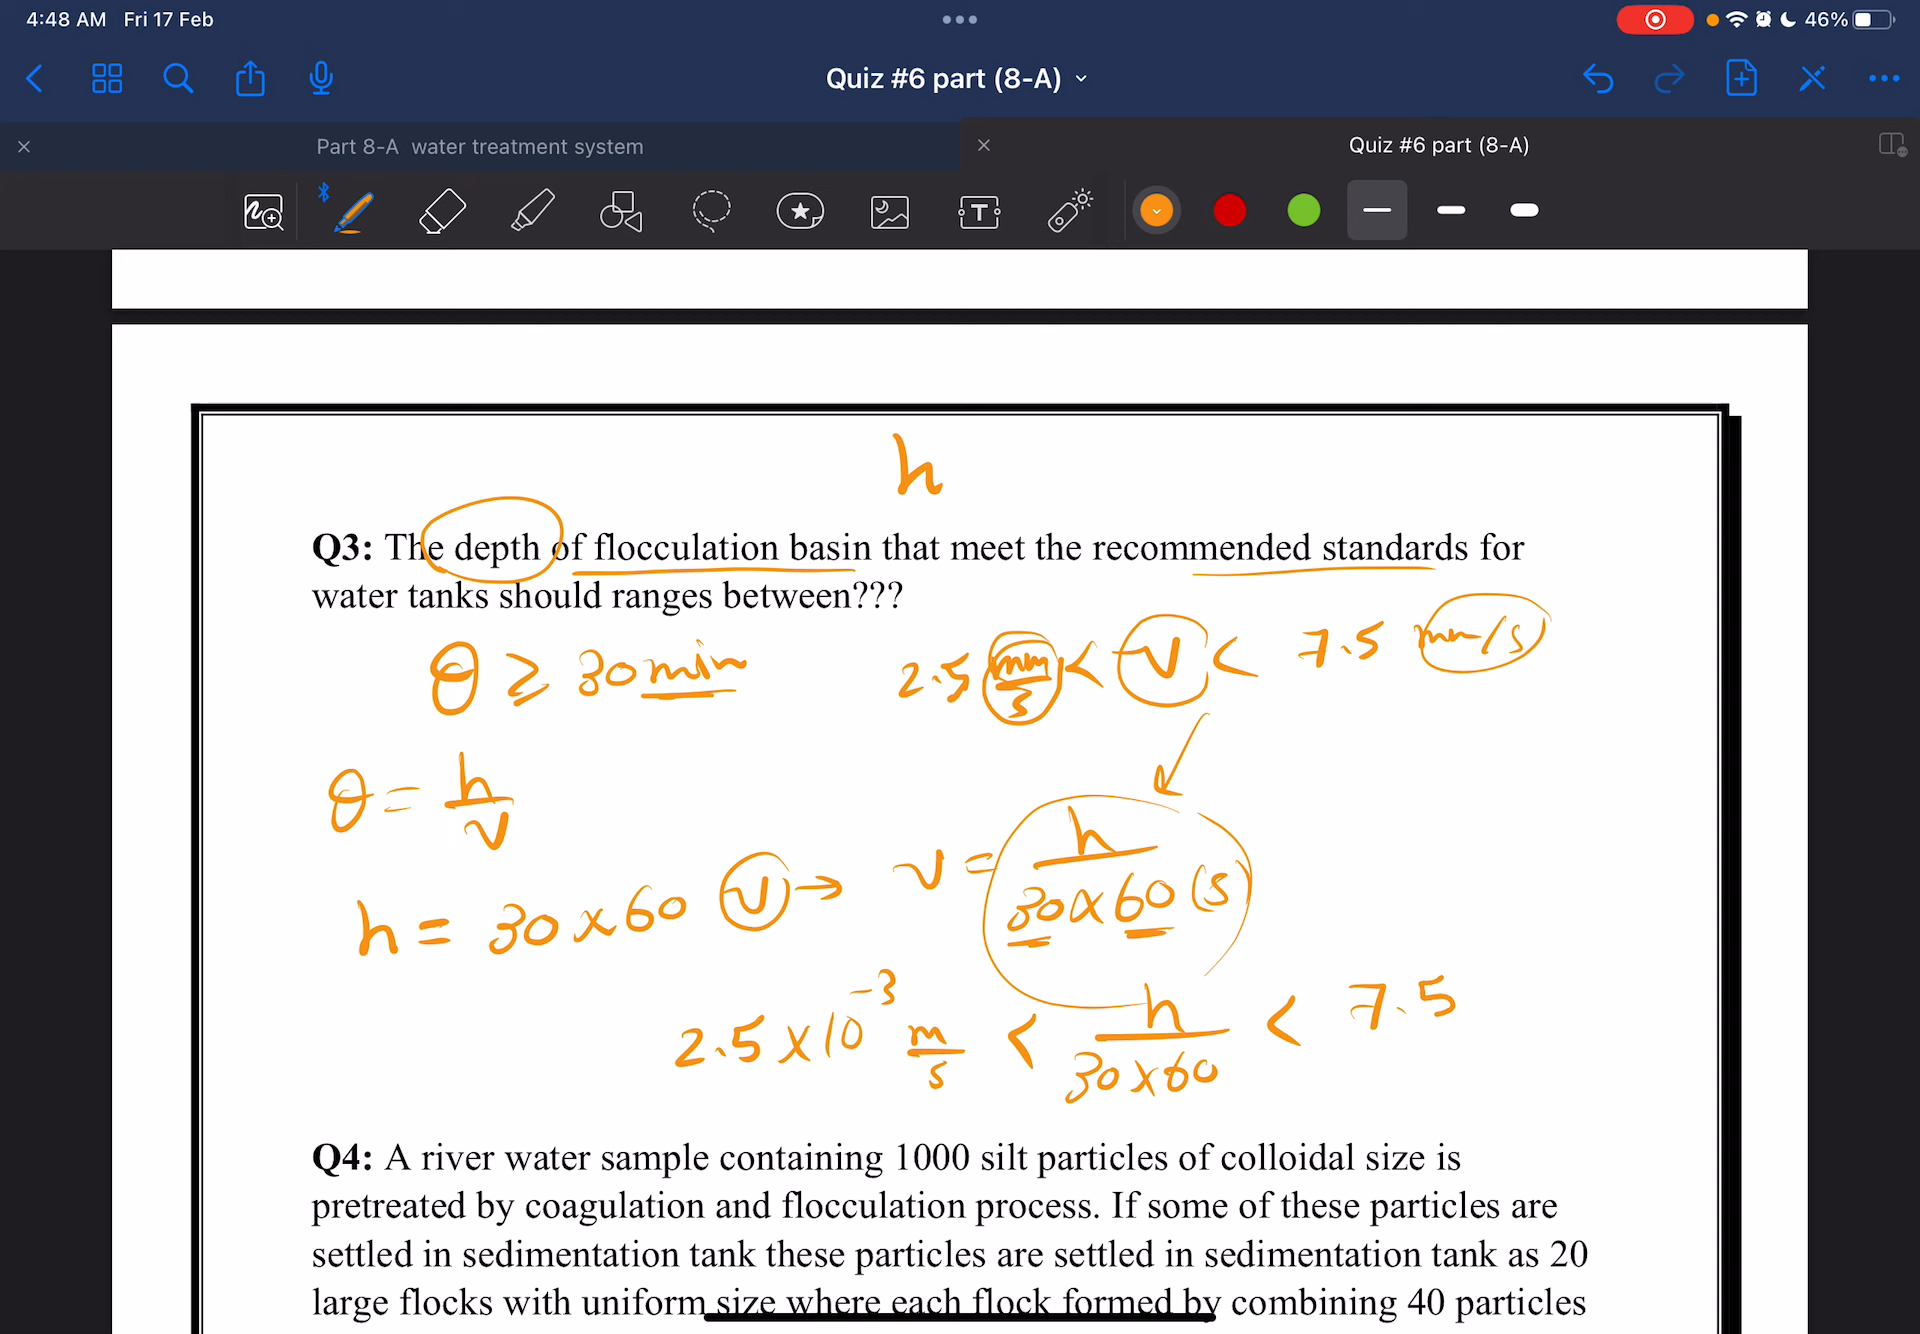 4:48 AM Fri 17 Feb
46%
Quiz #6 part (8-A)
Part 8-A water treatment system
Quiz #6 part (8-A)
T
h
Q3: The depth of flocculation basin that meet the recommended standards for
water tanks should ranges between???
θ ≥ 30 min 2.5 mm/s < v < 7.5 mm/s
θ = h/v
h = 30 x 60 v → v = h/(30 x 60 (s)
2.5 x 10⁻³ m/s < h/(30 x 60) < 7.5
Q4: A river water sample containing 1000 silt particles of colloidal size is
pretreated by coagulation and flocculation process. If some of these particles are
settled in sedimentation tank these particles are settled in sedimentation tank as 20
large flocks with uniform size where each flock formed by combining 40 particles